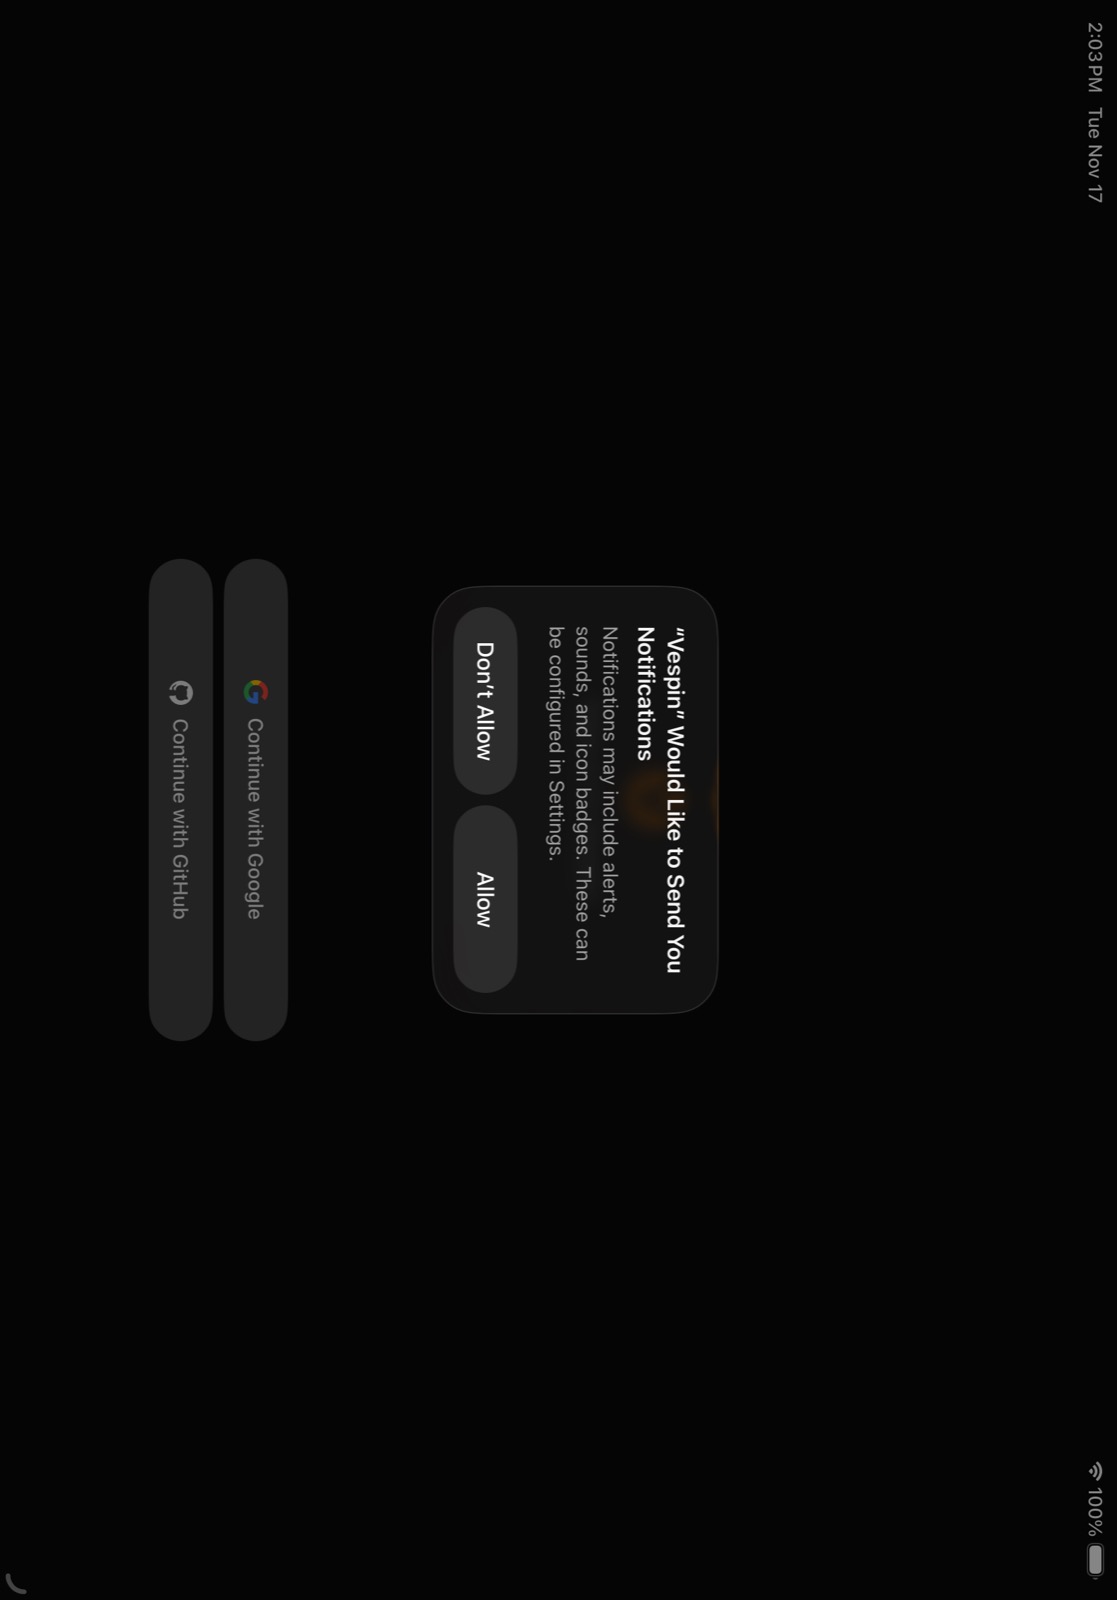 2:03 PM Tue Nov 17
100%
“Vespin” Would Like to Send You
Notifications
Notifications may include alerts,
sounds, and icon badges. These can
be configured in Settings.
Don’t Allow
Allow
Continue with Google
Continue with GitHub